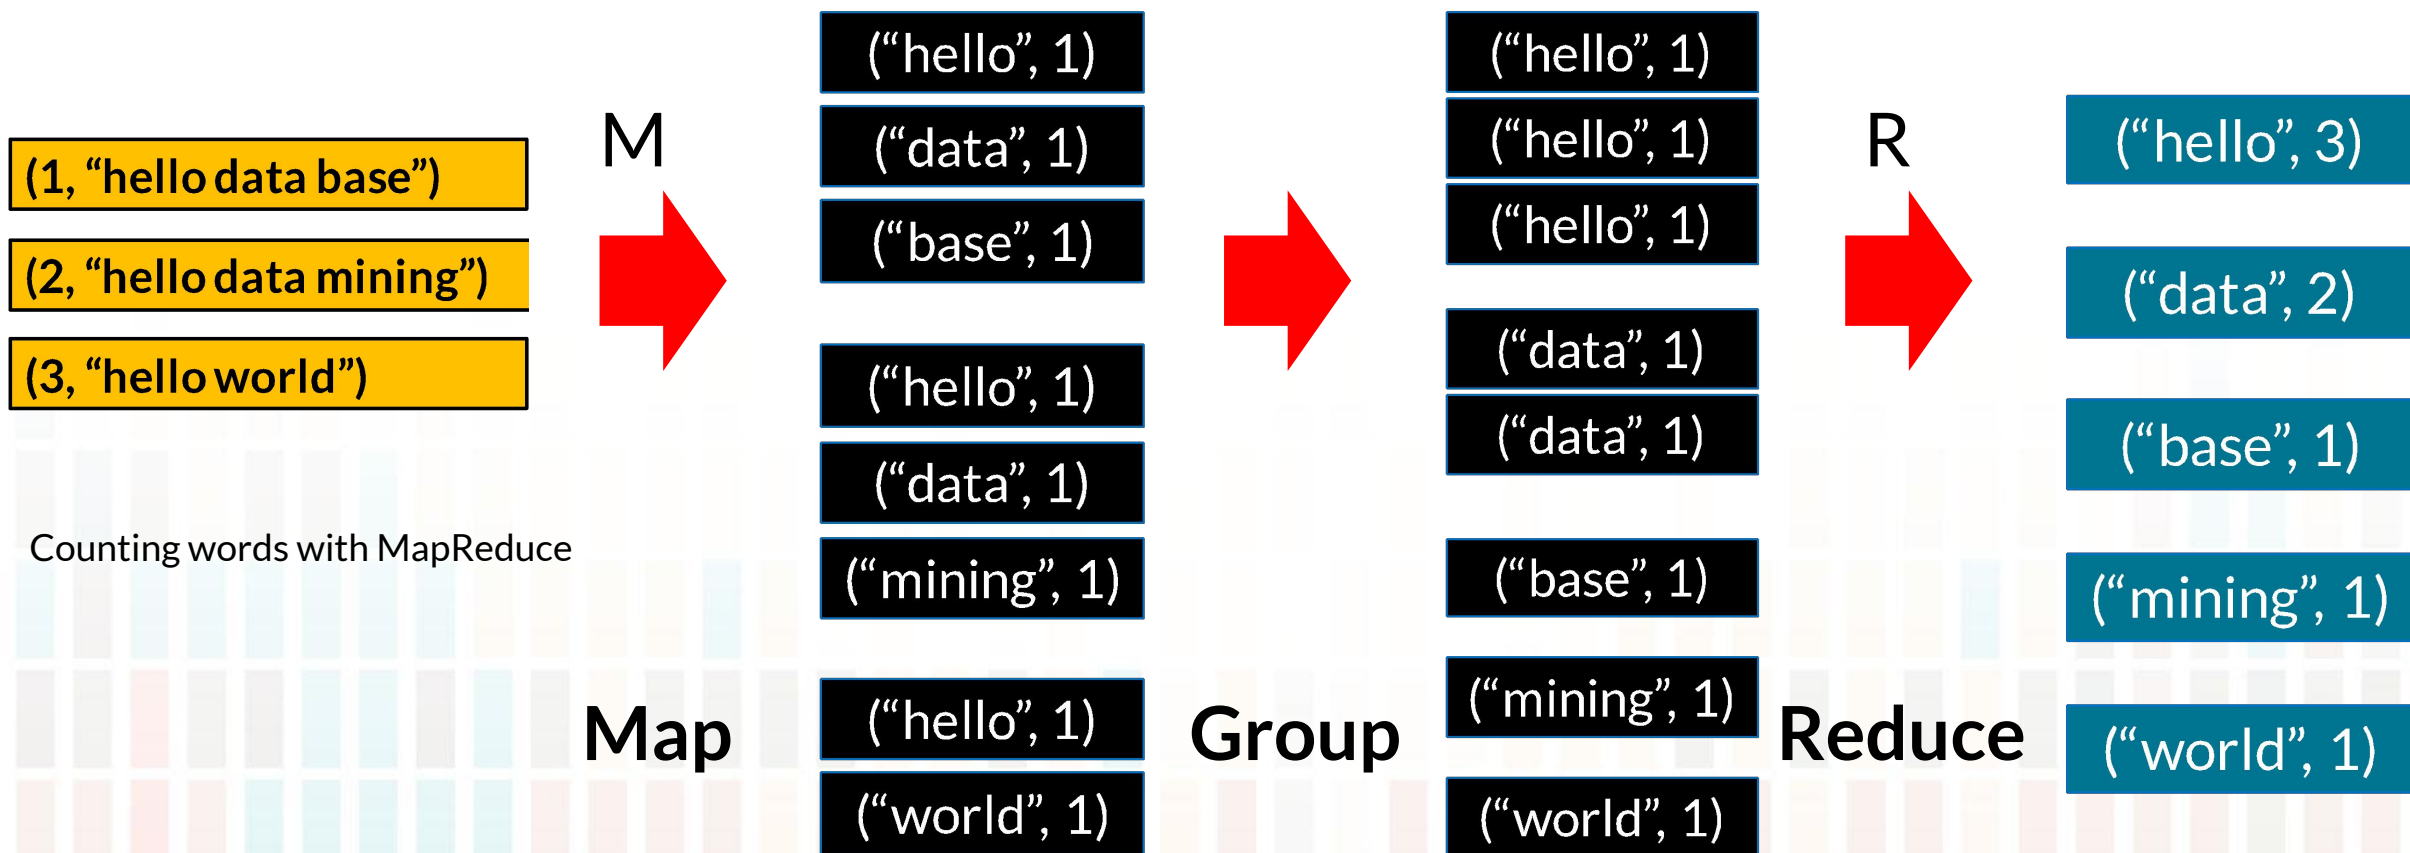 (1, “hello data base”)
(2, “hello data mining”)
(3, “hello world”)
Counting words with MapReduce
M
Map
(“hello”, 1)
(“data”, 1)
(“base”, 1)
(“hello”, 1)
(“data”, 1)
(“mining”, 1)
(“hello”, 1)
(“world”, 1)
Group
(“hello”, 1)
(“hello”, 1)
(“hello”, 1)
(“data”, 1)
(“data”, 1)
(“base”, 1)
(“mining”, 1)
(“world”, 1)
R
Reduce
(“hello”, 3)
(“data”, 2)
(“base”, 1)
(“mining”, 1)
(“world”, 1)